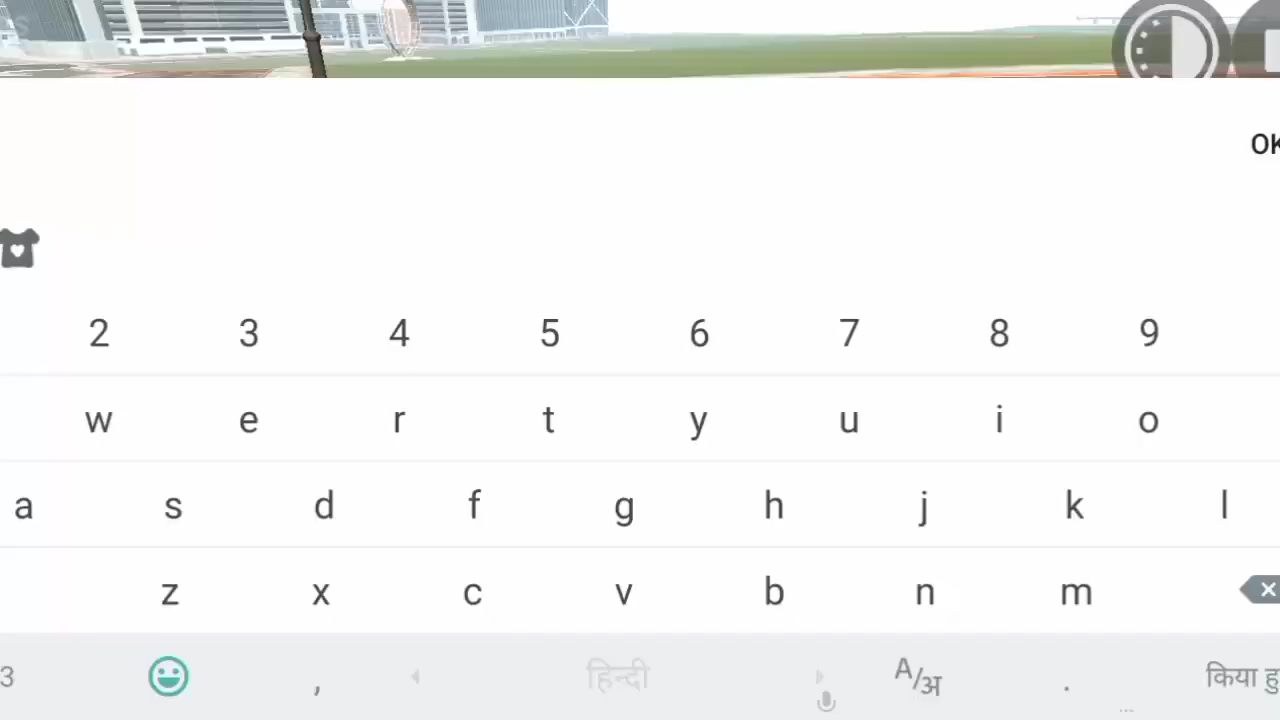 OK
2 3 4 5 6 7 8 9
w e r t y u i o
a s d f g h j k l
z x c v b n m
3 , हिन्दी A/अ . किया हु